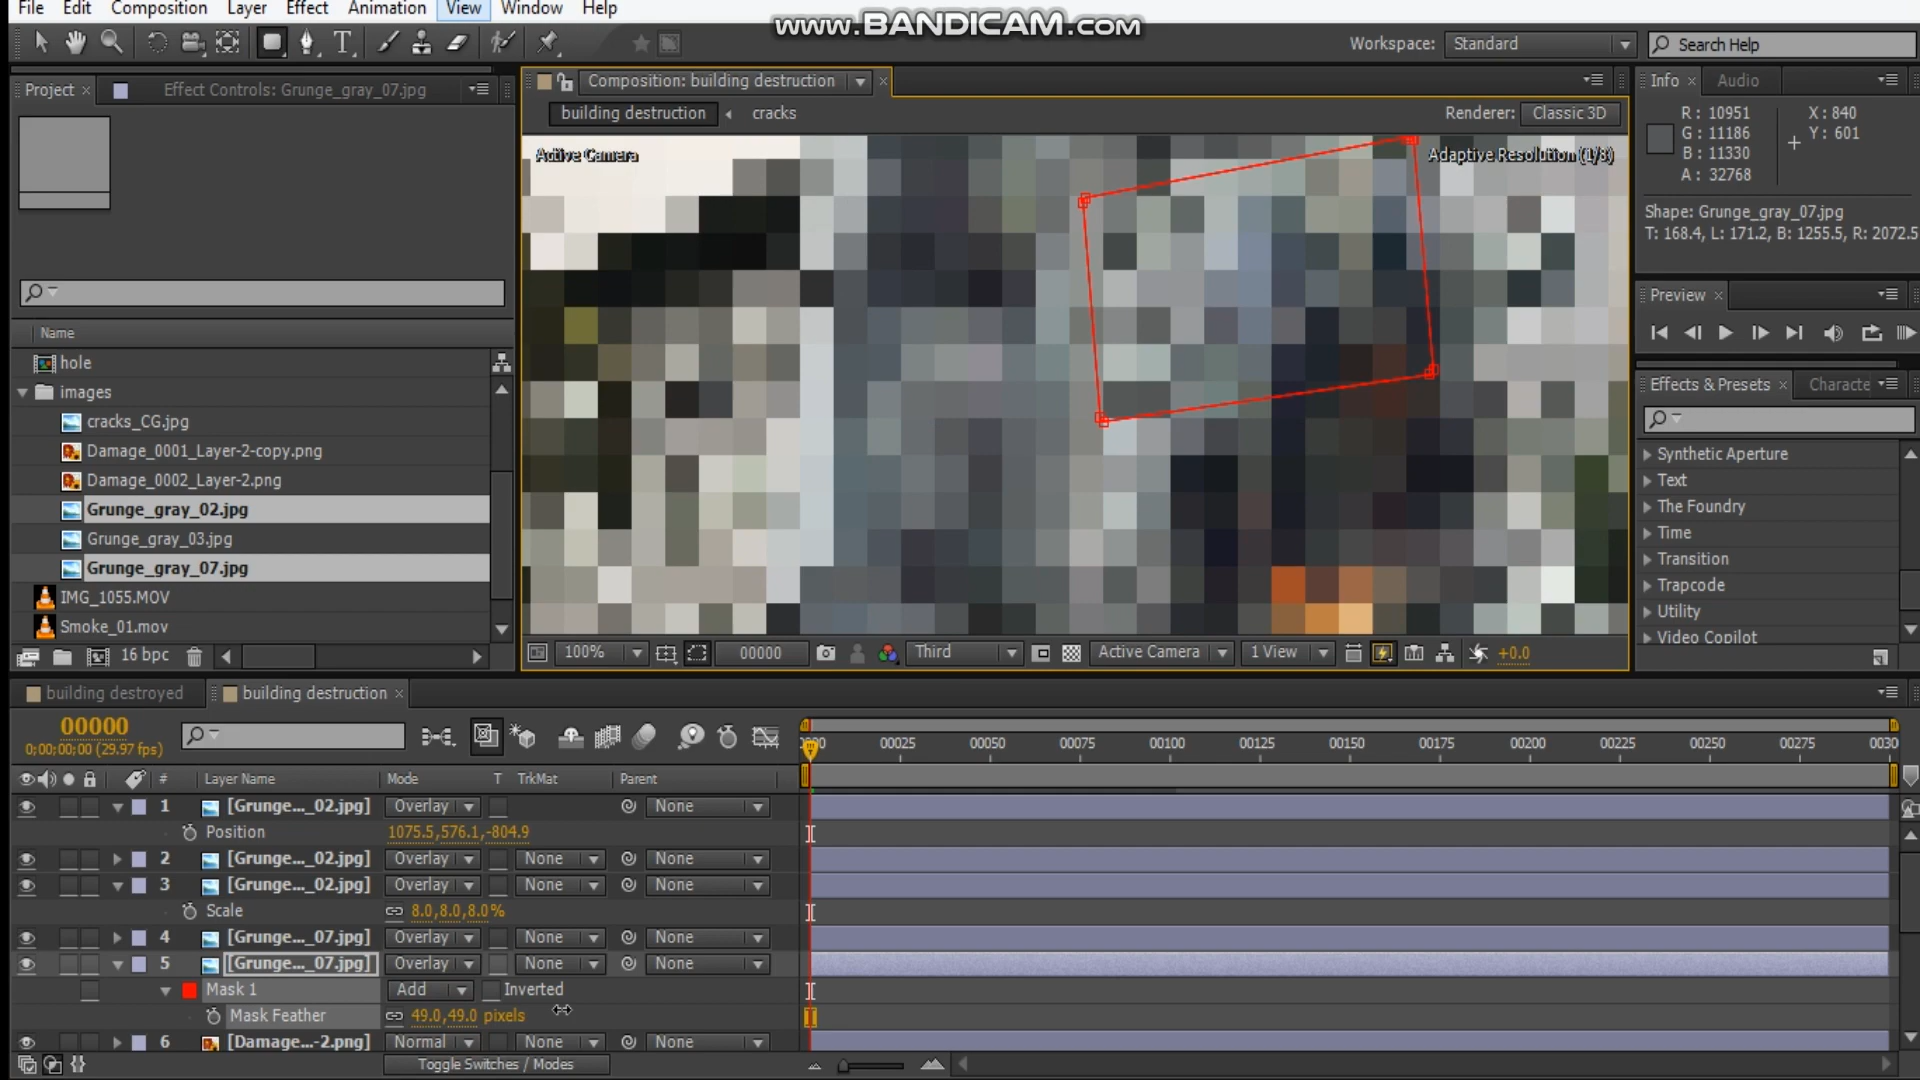 File Edit Composition Layer Effect Animation View Window Help
www.BANDICAM.com
Workspace: Standard Search Help
Project × Effect Controls: Grunge_gray_07.jpg
Composition: building destruction ×
Info × Audio
building destruction cracks Renderer: Classic 3D
R: 10951 X: 840
G: 11186 Y: 601
B: 11330
A: 32768
Active Camera Adaptive Resolution (1/8)
Shape: Grunge_gray_07.jpg
T: 168.4, L: 171.2, B: 1255.5, R: 2072.5
Preview ×
Name
hole
images
cracks_CG.jpg
Damage_0001_Layer-2-copy.png
Damage_0002_Layer-2.png
Grunge_gray_02.jpg
Grunge_gray_03.jpg
Grunge_gray_07.jpg
IMG_1055.MOV
Smoke_01.mov
16 bpc
Effects & Presets × Characte
Synthetic Aperture
Text
The Foundry
Time
Transition
Trapcode
Utility
Video Copilot
100% 00000 Third Active Camera 1 View +0.0
building destroyed building destruction ×
00000
0;00;00;00 (29.97 fps)
00025 00050 00075 00100 00125 00150 00175 00200 00225 00250 00275 0030
# Layer Name Mode T TrkMat Parent
1 [Grunge..._02.jpg] Overlay None
Position 1075.5,576.1,-804.9
2 [Grunge..._02.jpg] Overlay None None
3 [Grunge..._02.jpg] Overlay None None
Scale 8.0,8.0,8.0%
4 [Grunge..._07.jpg] Overlay None None
5 [Grunge..._07.jpg] Overlay None None
Mask 1 Add Inverted
Mask Feather 49.0,49.0 pixels
6 [Damage...-2.png] Normal None None
Toggle Switches / Modes